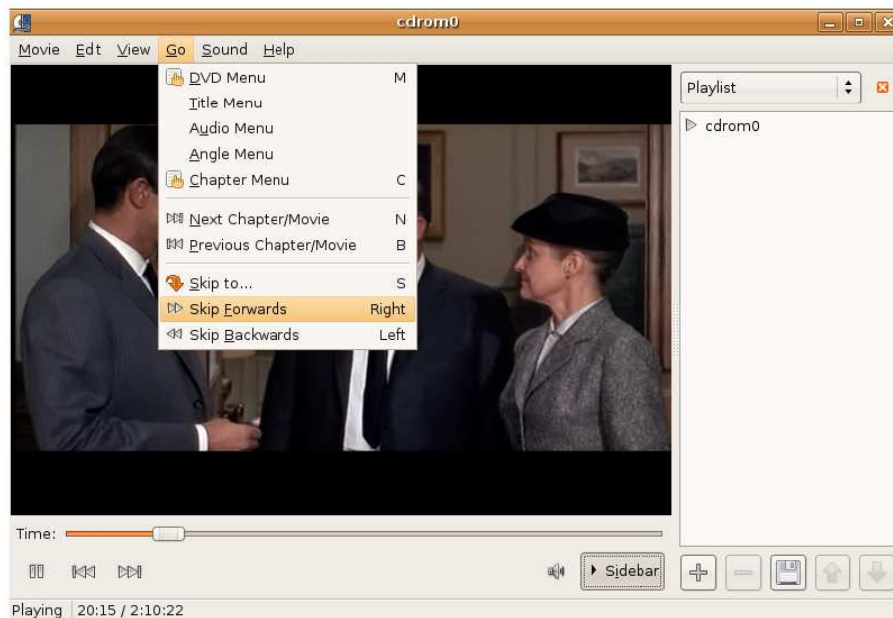 cdrom0
Movie Edt View Go Sound Help
DVD Menu M
Title Menu
Audio Menu
Angle Menu
Chapter Menu C
Next Chapter/Movie N
Previous Chapter/Movie B
Skip to... S
Skip Forwards Right
Skip Backwards Left
Playlist
cdrom0
Time:
Sidebar
Playing 20:15 / 2:10:22